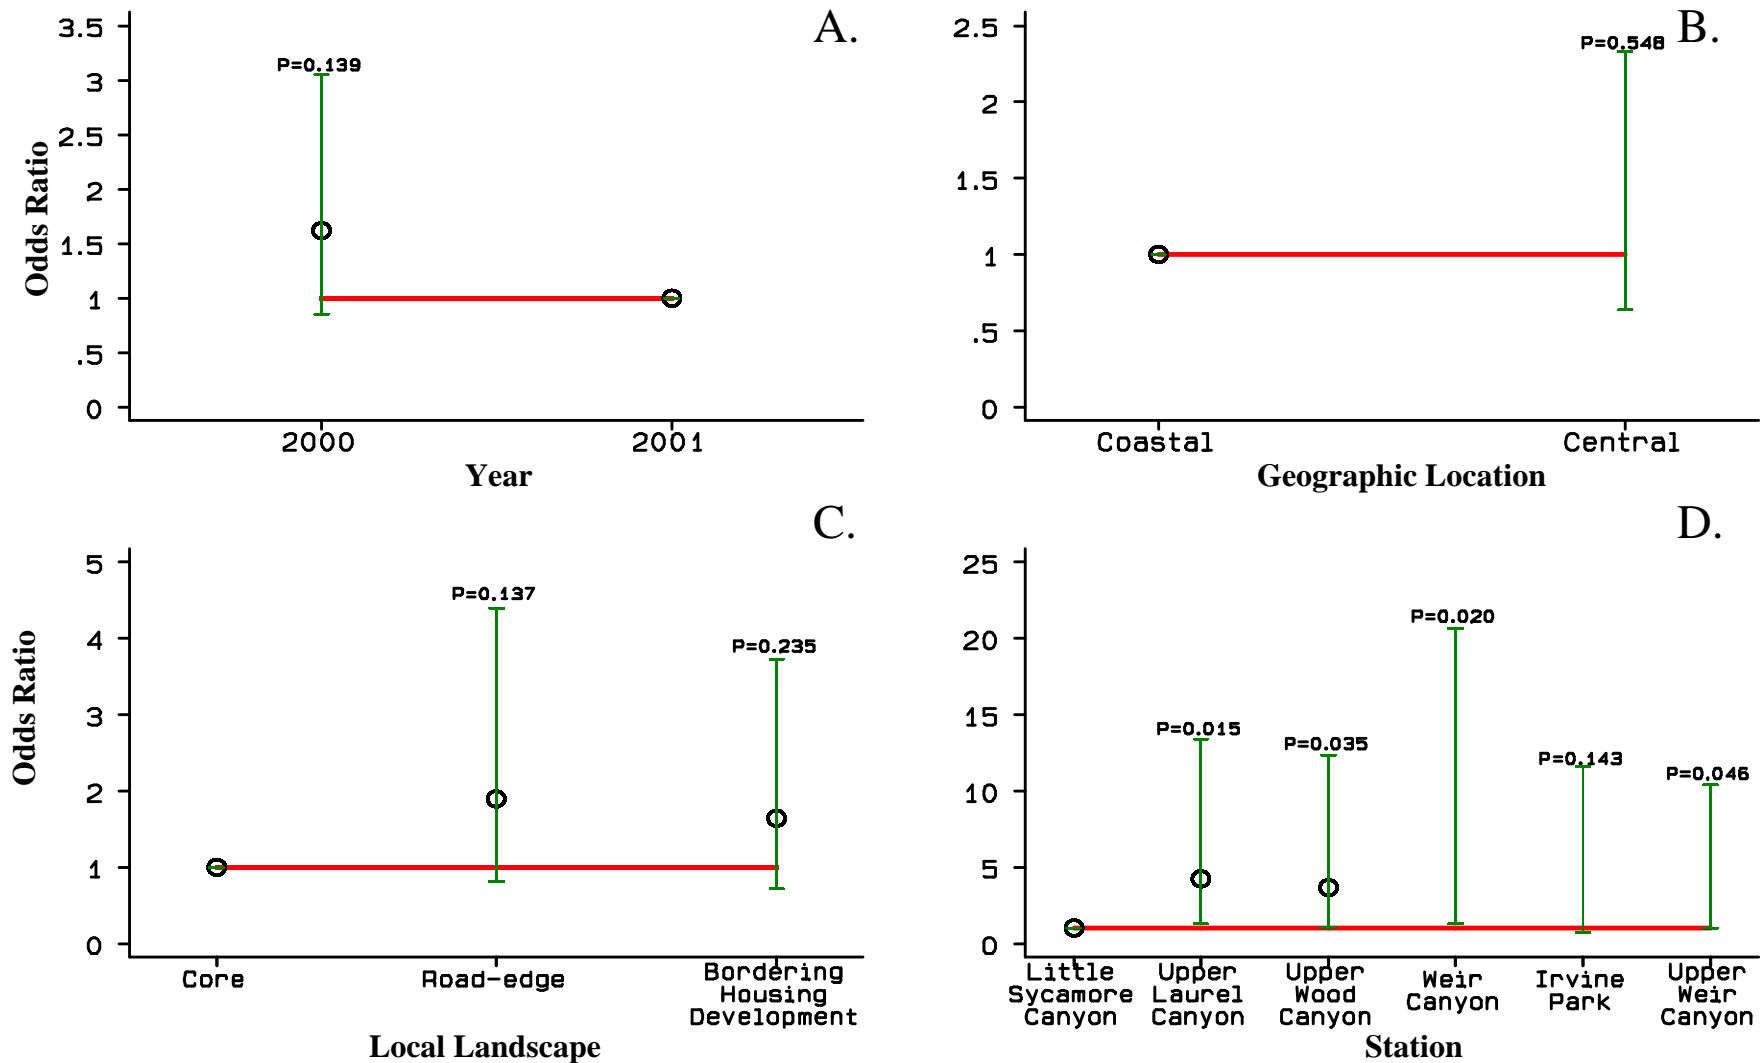 A.
3.5
3
2.5
2
1.5
1
.5
0
P=0.139
Odds Ratio
2000
2001
Year
B.
2.5
2
1.5
1
.5
0
P=0.548
Coastal
Central
Geographic Location
C.
5
4
3
2
1
0
P=0.137
P=0.235
Odds Ratio
Core
Road-edge
Bordering
Housing
Development
Local Landscape
D.
25
20
15
10
5
0
P=0.015
P=0.035
P=0.020
P=0.143
P=0.046
Little
Sycamore
Canyon
Upper
Laurel
Canyon
Upper
Wood
Canyon
Weir
Canyon
Irvine
Park
Upper
Weir
Canyon
Station